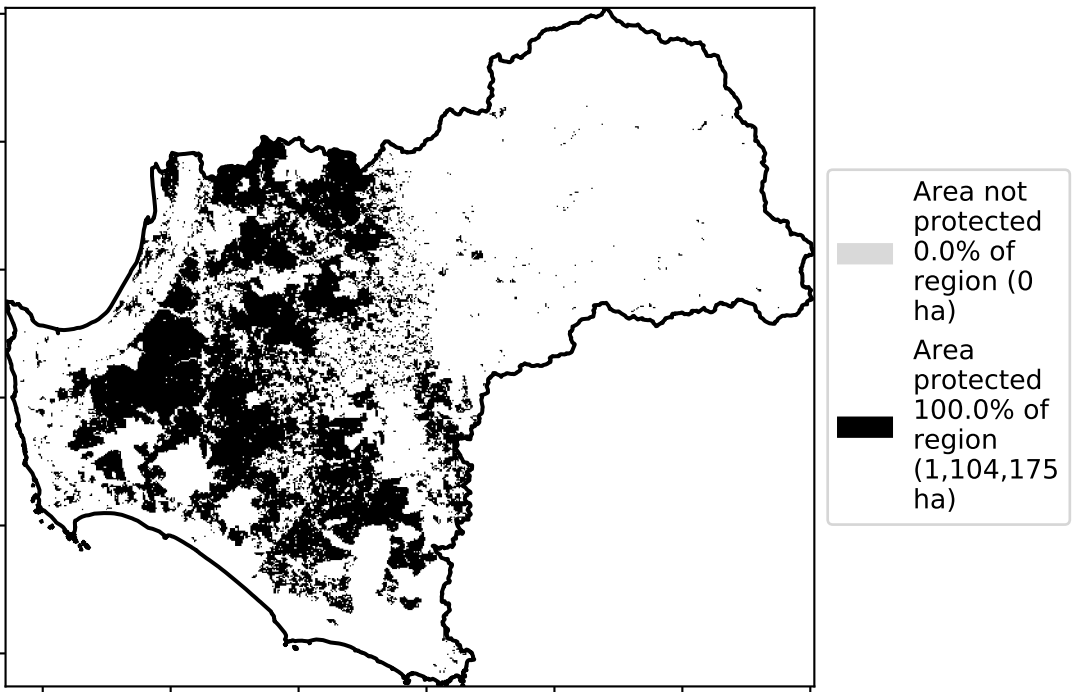 Area not
protected
0.0% of
region (0
ha)
Area
protected
100.0% of
region
(1,104,175
ha)